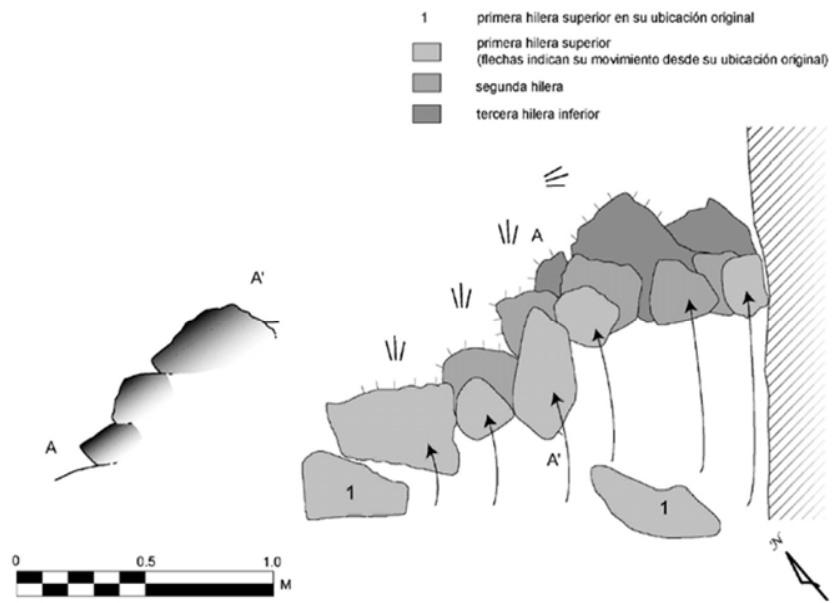 1 primera hilera superior en su ubicación original
primera hilera superior
(flechas indican su movimiento desde su ubicación original)
segunda hilera
tercera hilera inferior
A
A'
A
A'
1
1
0 0.5 1.0
M
N